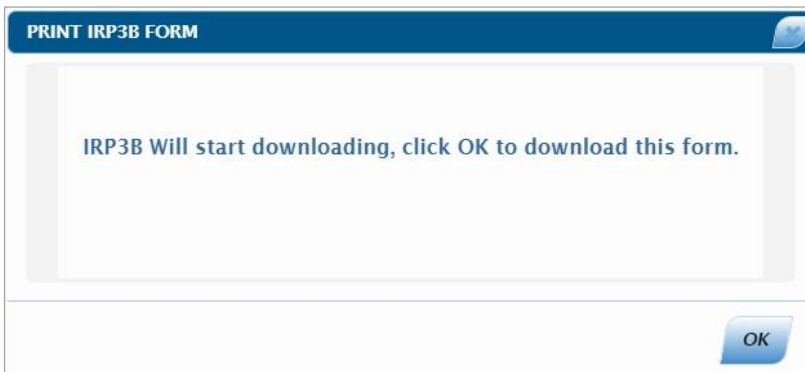 PRINT IRP3B FORM
IRP3B Will start downloading, click OK to download this form.
OK